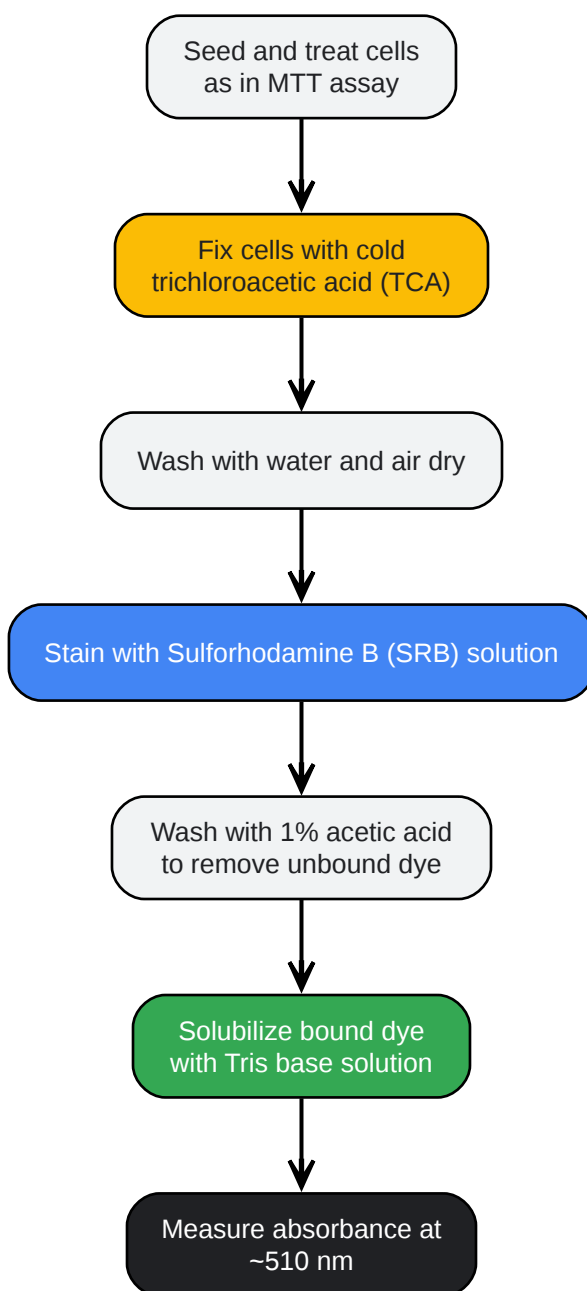 Seed and treat cells
as in MTT assay
Fix cells with cold
trichloroacetic acid (TCA)
Wash with water and air dry
Stain with Sulforhodamine B (SRB) solution
Wash with 1% acetic acid
to remove unbound dye
Solubilize bound dye
with Tris base solution
Measure absorbance at
~510 nm